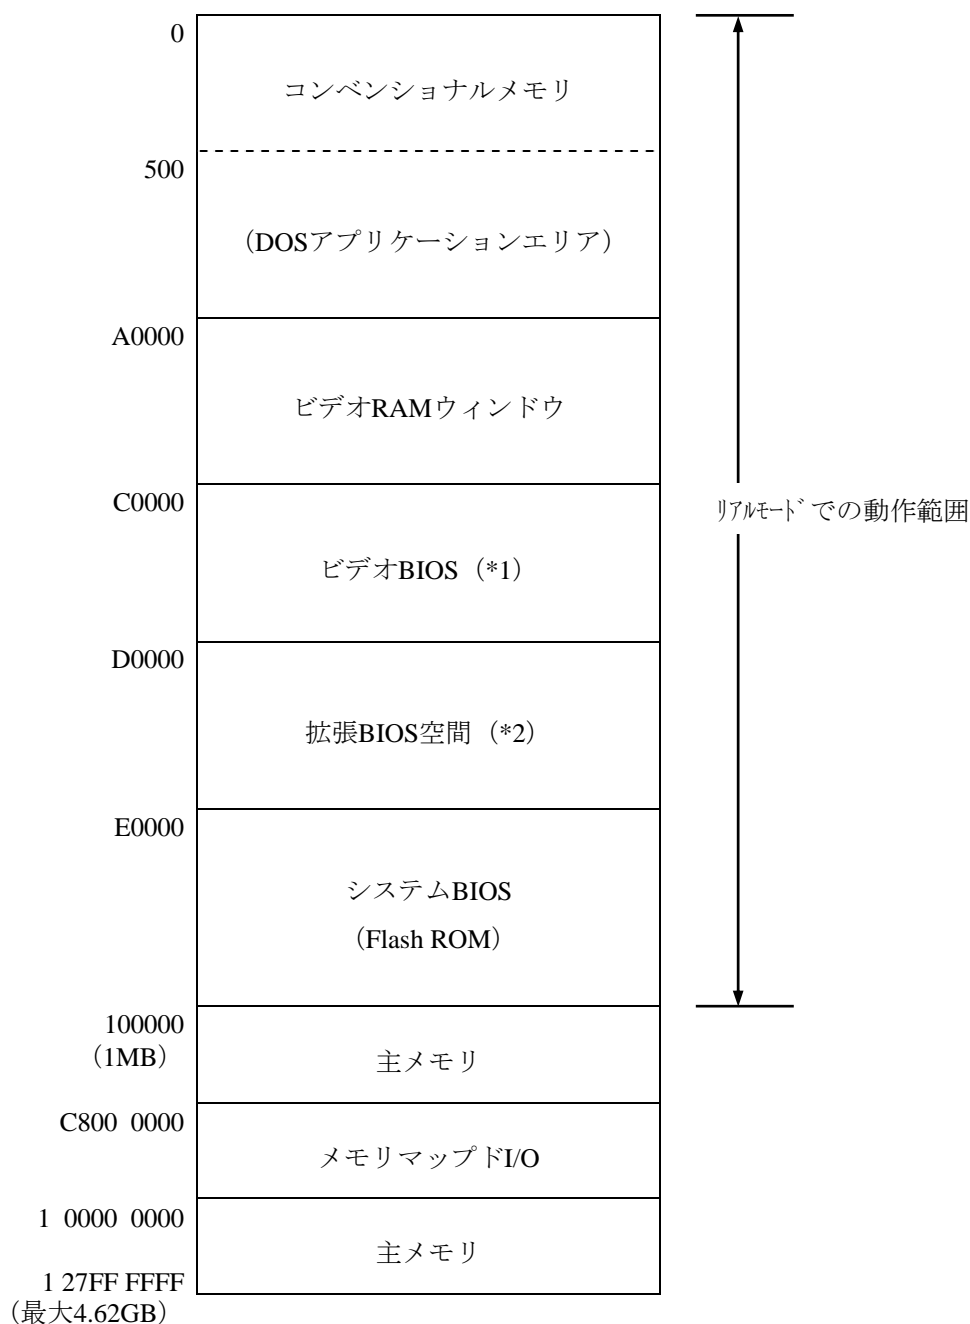 0
コンベンショナルメモリ
500
（DOSアプリケーションエリア）
A0000
ビデオRAMウィンドウ
C0000
ﾘｱﾙﾓｰﾄﾞでの動作範囲
ビデオBIOS（*1）
D0000
拡張BIOS空間（*2）
E0000
システムBIOS
（Flash ROM）
100000
（1MB）
主メモリ
C800 0000
メモリマップドI/O
1 0000 0000
主メモリ
1 27FF FFFF
（最大4.62GB）